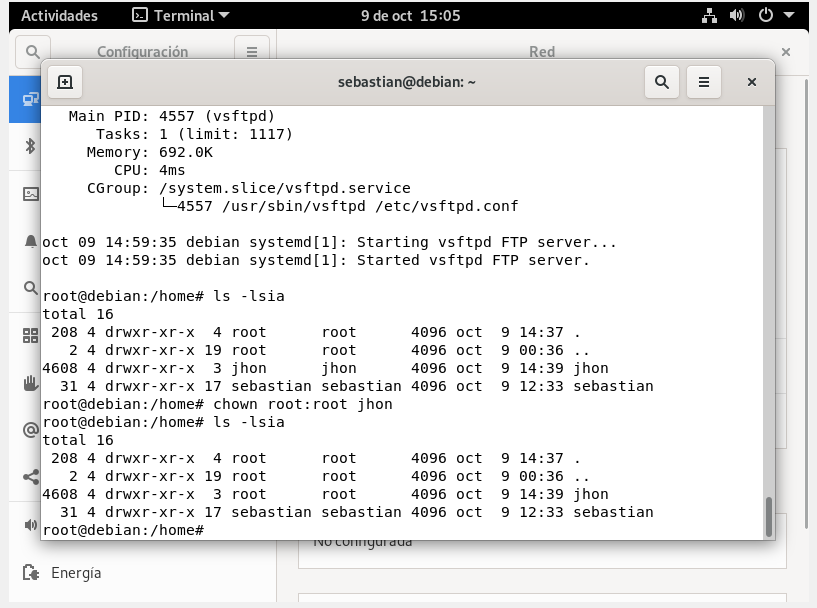 Actividades Terminal 9 de oct 15:05
Configuración Red
sebastian@debian: ~
Main PID: 4557 (vsftpd)
Tasks: 1 (limit: 1117)
Memory: 692.0K
CPU: 4ms
CGroup: /system.slice/vsftpd.service
└─4557 /usr/sbin/vsftpd /etc/vsftpd.conf
oct 09 14:59:35 debian systemd[1]: Starting vsftpd FTP server...
oct 09 14:59:35 debian systemd[1]: Started vsftpd FTP server.
root@debian:/home# ls -lsia
total 16
208 4 drwxr-xr-x 4 root root 4096 oct 9 14:37 .
2 4 drwxr-xr-x 19 root root 4096 oct 9 00:36 ..
4608 4 drwxr-xr-x 3 jhon jhon 4096 oct 9 14:39 jhon
31 4 drwxr-xr-x 17 sebastian sebastian 4096 oct 9 12:33 sebastian
root@debian:/home# chown root:root jhon
root@debian:/home# ls -lsia
total 16
208 4 drwxr-xr-x 4 root root 4096 oct 9 14:37 .
2 4 drwxr-xr-x 19 root root 4096 oct 9 00:36 ..
4608 4 drwxr-xr-x 3 root root 4096 oct 9 14:39 jhon
31 4 drwxr-xr-x 17 sebastian sebastian 4096 oct 9 12:33 sebastian
root@debian:/home#
No configurada
Energía